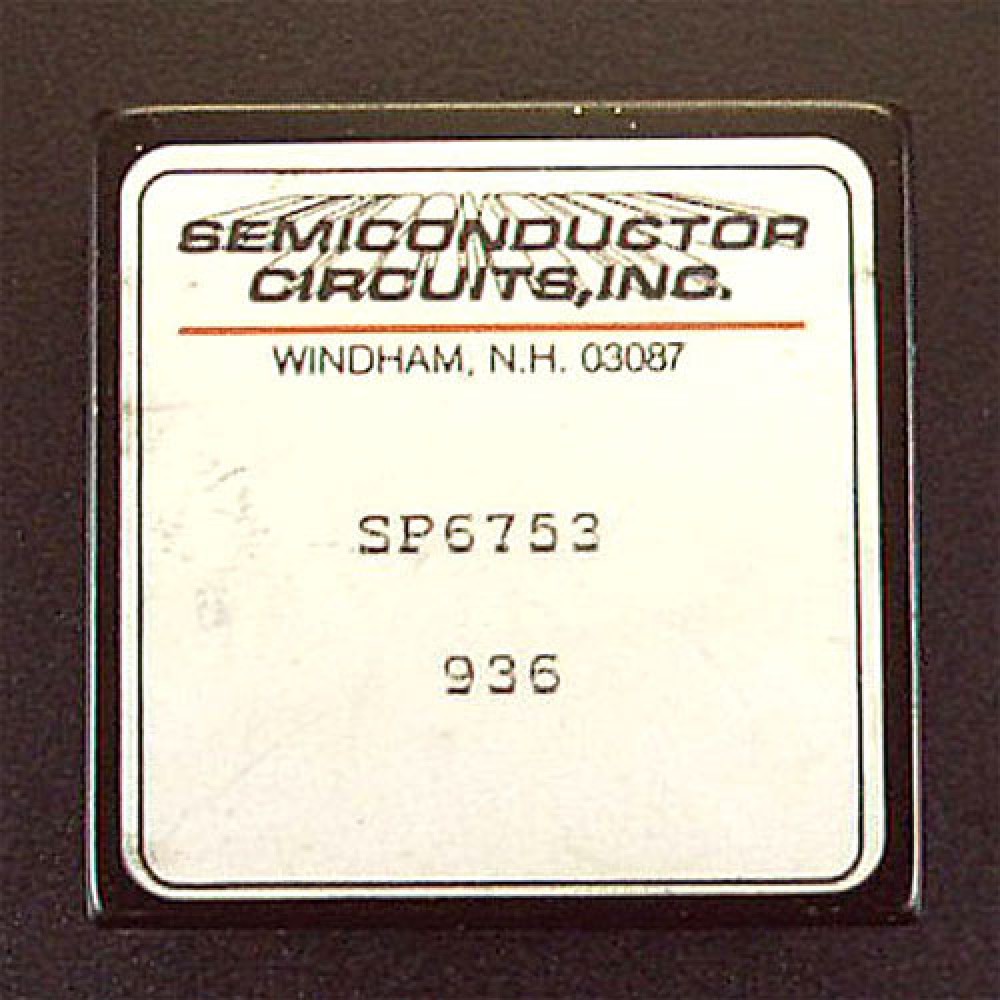 SEMICONDUCTOR
CIRCUITS, INC.
WINDHAM, N.H. 03087
SP6753
936